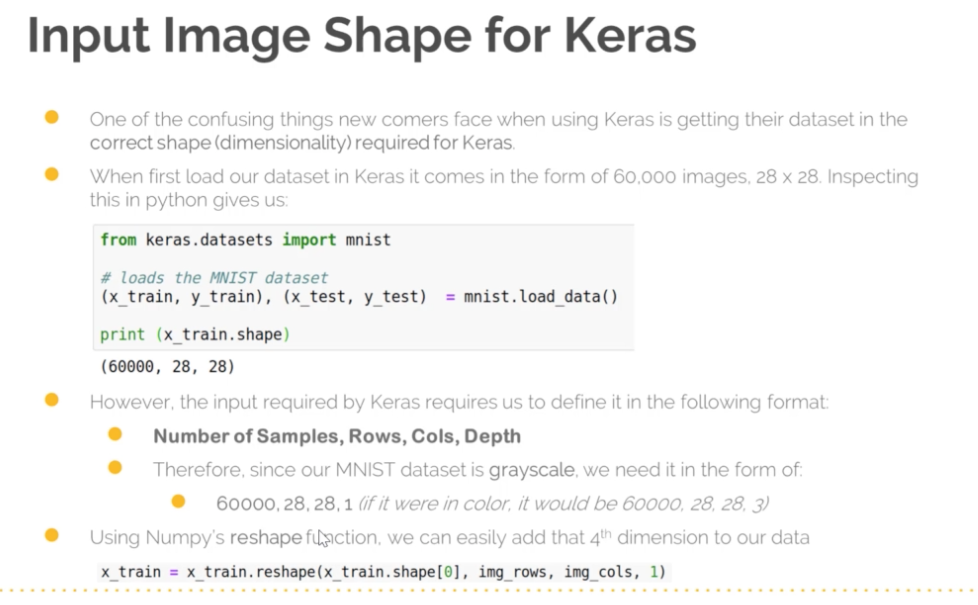 Input Image Shape for Keras
One of the confusing things new comers face when using Keras is getting their dataset in the
correct shape (dimensionality) required for Keras.
When first load our dataset in Keras it comes in the form of 60,000 images, 28 x 28. Inspecting
this in python gives us:
from keras.datasets import mnist
# loads the MNIST dataset
(x_train, y_train), (x_test, y_test)  = mnist.load_data()
print (x_train.shape)
(60000, 28, 28)
However, the input required by Keras requires us to define it in the following format:
Number of Samples, Rows, Cols, Depth
Therefore, since our MNIST dataset is grayscale, we need it in the form of:
60000, 28, 28, 1 (if it were in color, it would be 60000, 28, 28, 3)
Using Numpy's reshape function, we can easily add that 4th dimension to our data
x_train = x_train.reshape(x_train.shape[0], img_rows, img_cols, 1)